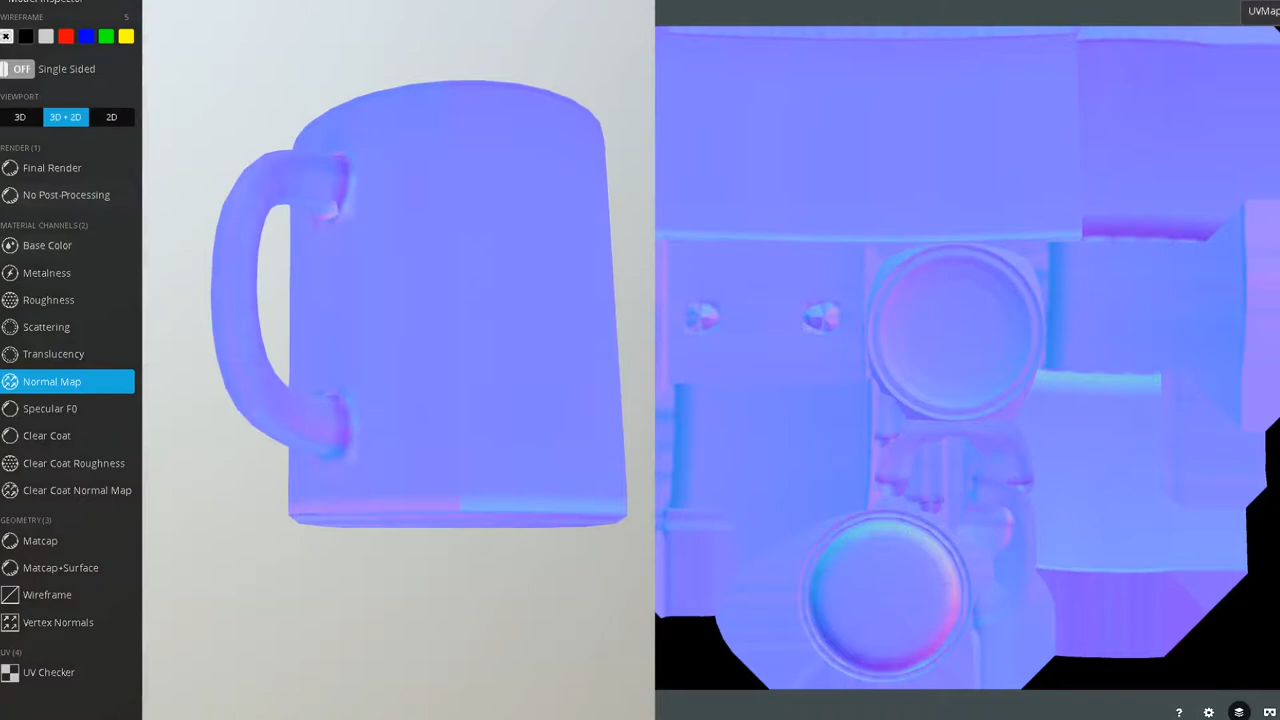 Model Inspector
WIREFRAME 5
OFF Single Sided
VIEWPORT
3D 3D + 2D 2D
RENDER (1)
Final Render
No Post-Processing
MATERIAL CHANNELS (2)
Base Color
Metalness
Roughness
Scattering
Translucency
Normal Map
Specular F0
Clear Coat
Clear Coat Roughness
Clear Coat Normal Map
GEOMETRY (3)
Matcap
Matcap+Surface
Wireframe
Vertex Normals
UV (4)
UV Checker
UVMap
?